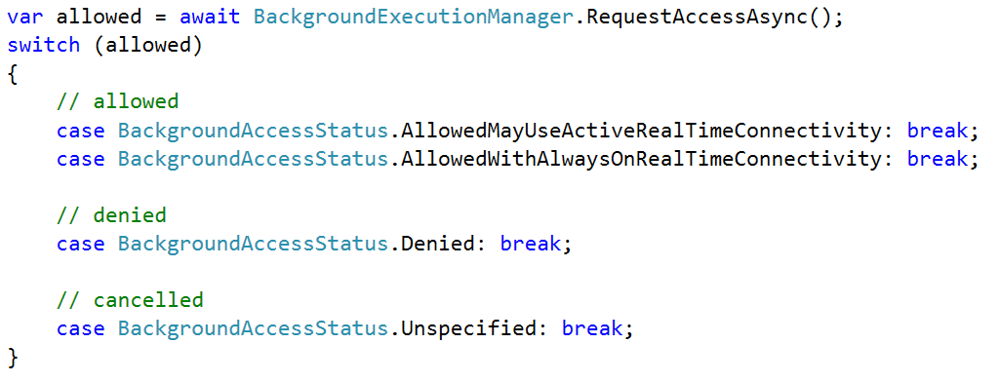 var allowed = await BackgroundExecutionManager.RequestAccessAsync();
switch (allowed)
{
    // allowed
    case BackgroundAccessStatus.AllowedMayUseActiveRealTimeConnectivity: break;
    case BackgroundAccessStatus.AllowedWithAlwaysOnRealTimeConnectivity: break;

    // denied
    case BackgroundAccessStatus.Denied: break;

    // cancelled
    case BackgroundAccessStatus.Unspecified: break;
}